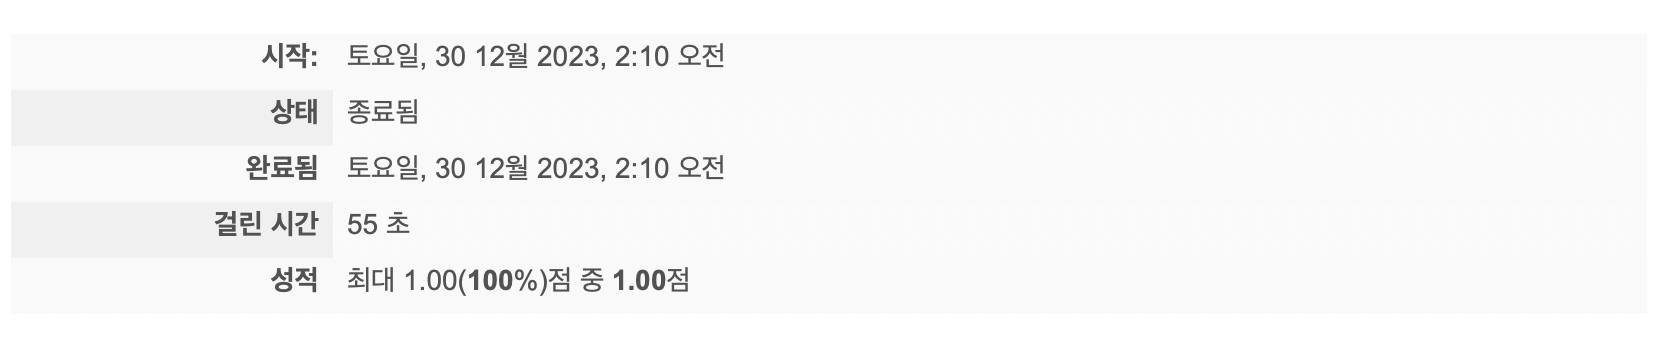 시작: 토요일, 30 12월 2023, 2:10 오전
상태 종료됨
완료됨 토요일, 30 12월 2023, 2:10 오전
걸린 시간 55 초
성적 최대 1.00(100%)점 중 1.00점